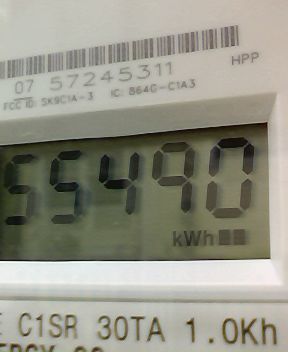 07 57245311
HPP
FCC ID: SK9C1A-3 IC: 864G-C1A3
55490
kWh
C1SR 30TA 1.0Kh